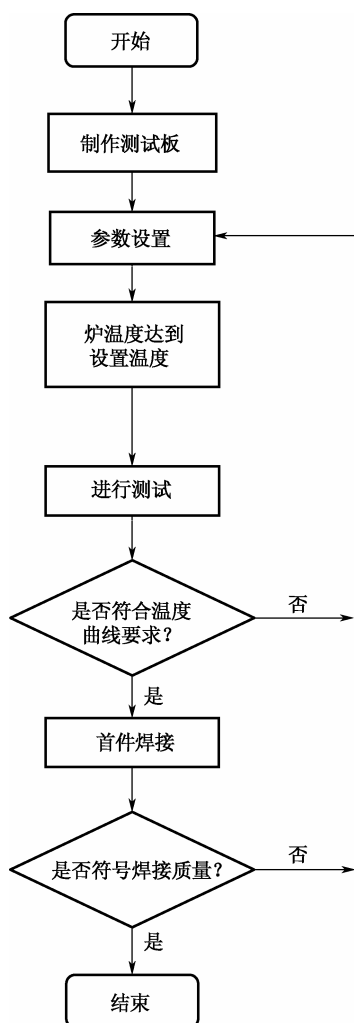 开始
制作测试板
参数设置
炉温度达到
设置温度
进行测试
是否符合温度
曲线要求？
否
是
首件焊接
是否符号焊接质量？
否
是
结束